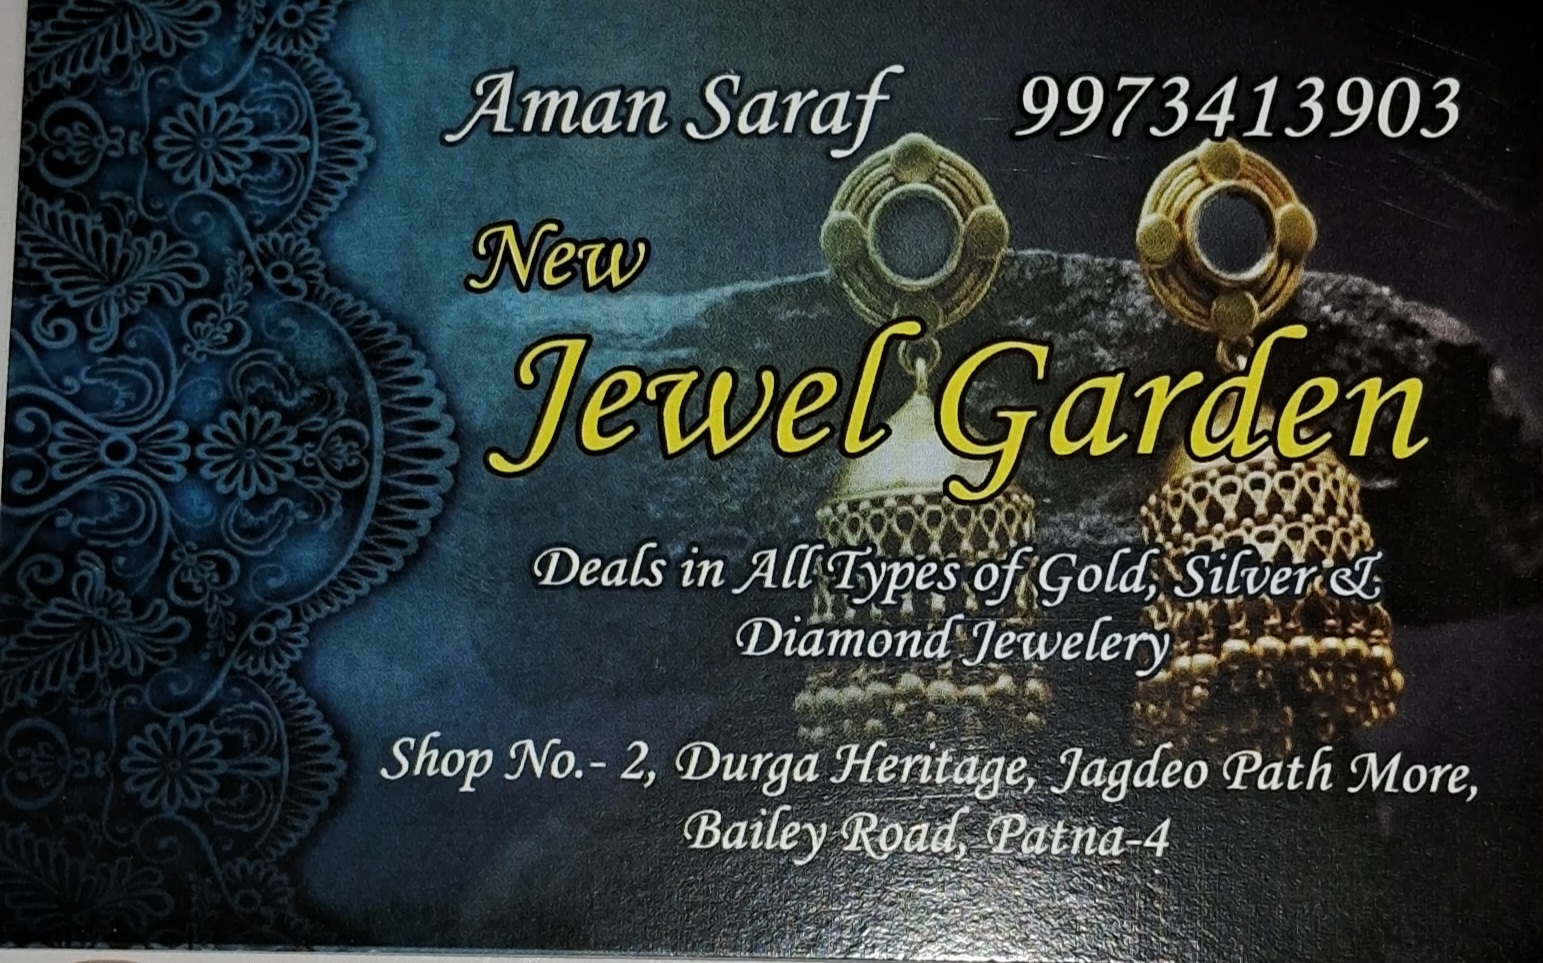 Aman Saraf 9973413903
New
Jewel Garden
Deals in All Types of Gold, Silver &
Diamond Jewelery
Shop No.- 2, Durga Heritage, Jagdeo Path More,
Bailey Road, Patna-4